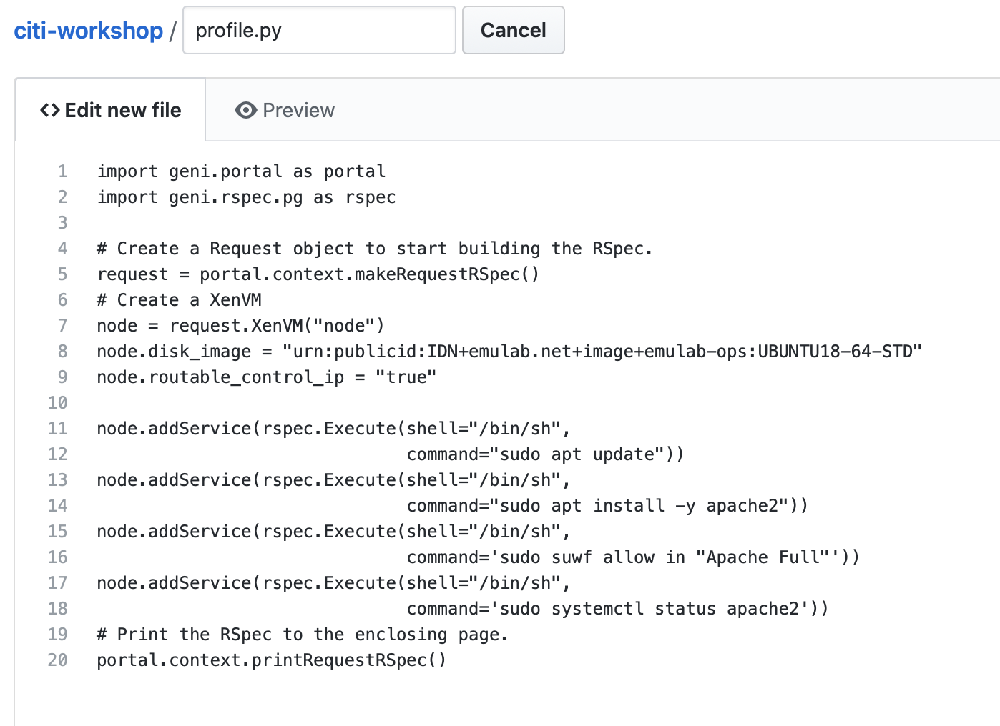 citi-workshop / profile.py Cancel
<> Edit new file Preview
1 import geni.portal as portal
2 import geni.rspec.pg as rspec
3
4 # Create a Request object to start building the RSpec.
5 request = portal.context.makeRequestRSpec()
6 # Create a XenVM
7 node = request.XenVM("node")
8 node.disk_image = "urn:publicid:IDN+emulab.net+image+emulab-ops:UBUNTU18-64-STD"
9 node.routable_control_ip = "true"
10
11 node.addService(rspec.Execute(shell="/bin/sh",
12                               command="sudo apt update"))
13 node.addService(rspec.Execute(shell="/bin/sh",
14                               command="sudo apt install -y apache2"))
15 node.addService(rspec.Execute(shell="/bin/sh",
16                               command='sudo suwf allow in "Apache Full"'))
17 node.addService(rspec.Execute(shell="/bin/sh",
18                               command='sudo systemctl status apache2'))
19 # Print the RSpec to the enclosing page.
20 portal.context.printRequestRSpec()